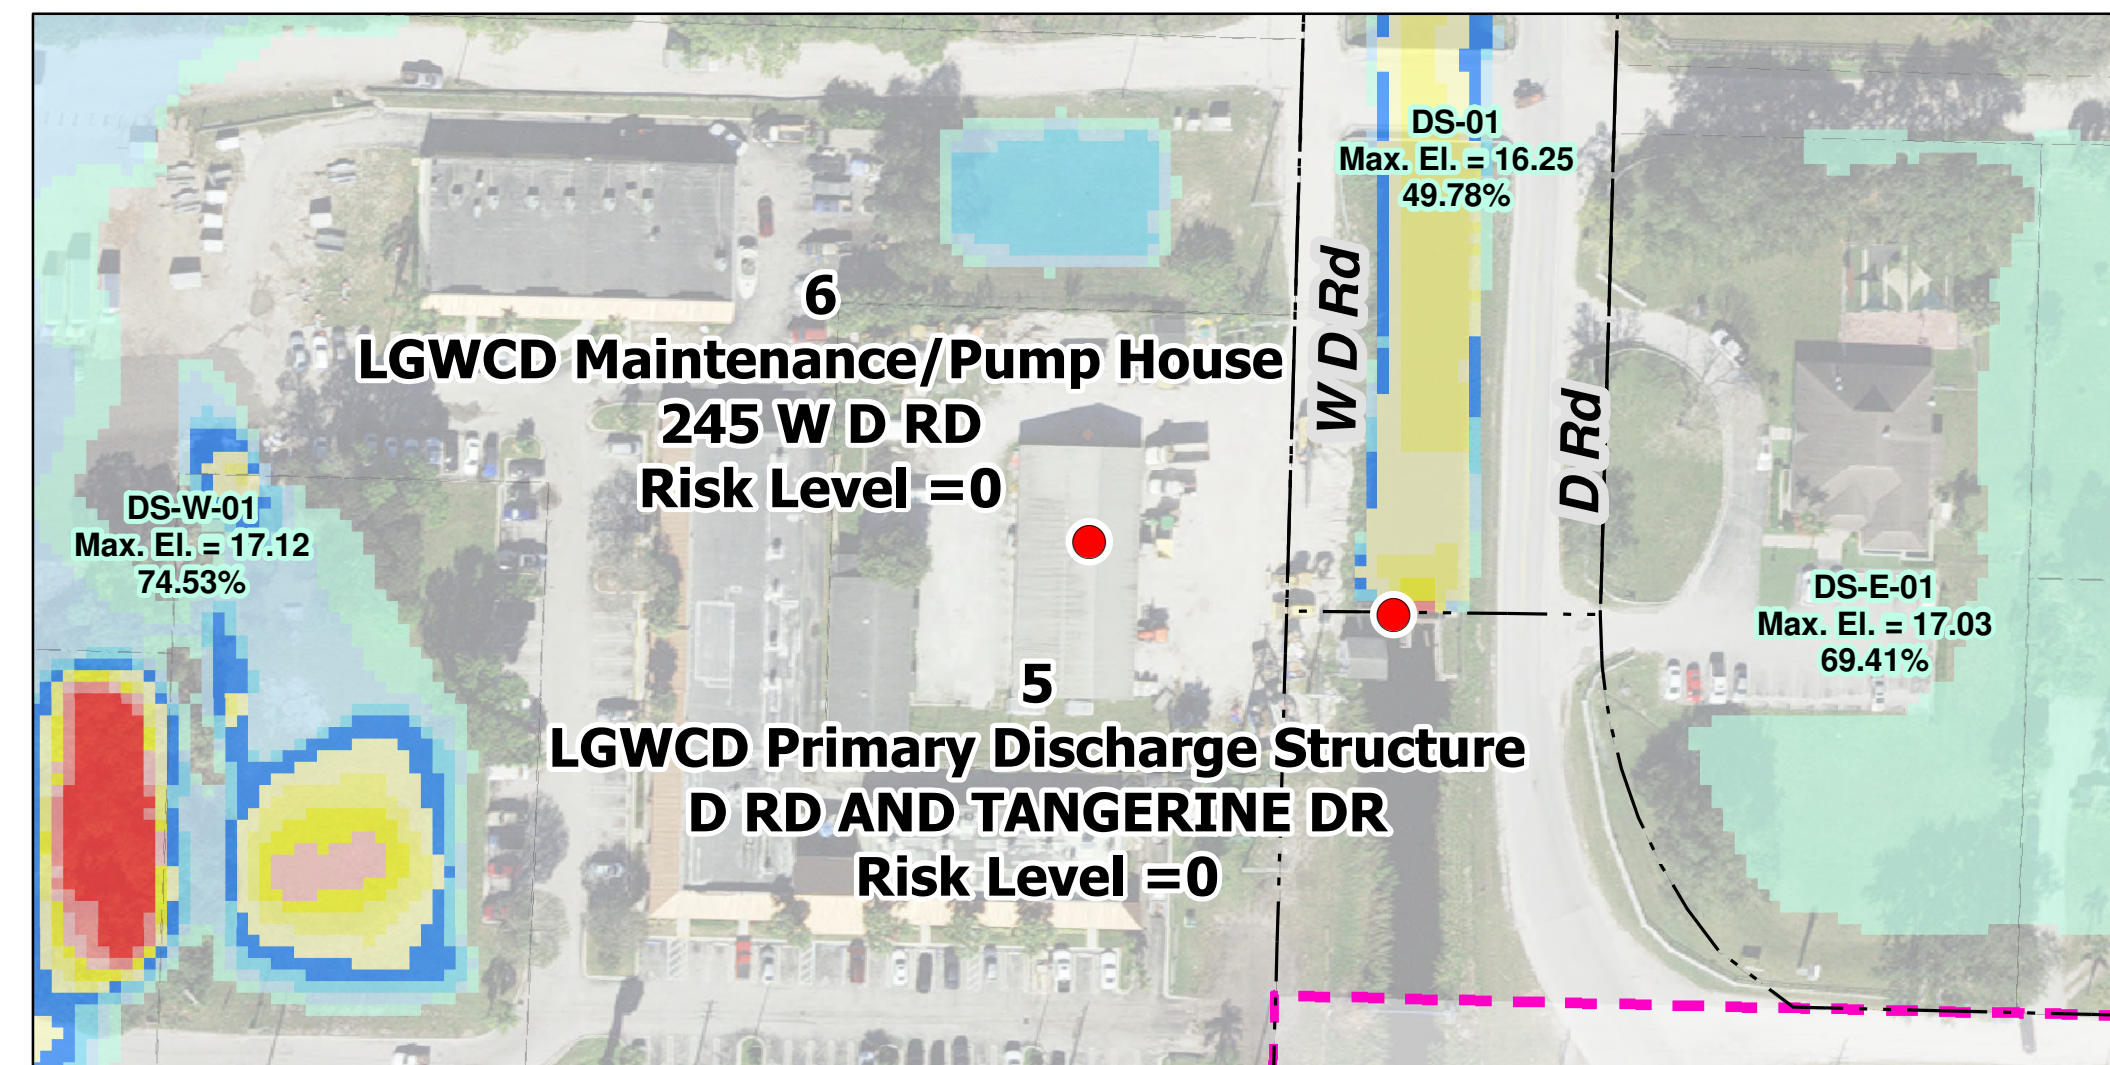 DS-01
Max. El. = 16.25
49.78%
W D Rd
D Rd
6
LGWCD Maintenance/Pump House
245 W D RD
Risk Level =0
DS-W-01
Max. El. = 17.12
74.53%
DS-E-01
Max. El. = 17.03
69.41%
5
LGWCD Primary Discharge Structure
D RD AND TANGERINE DR
Risk Level =0